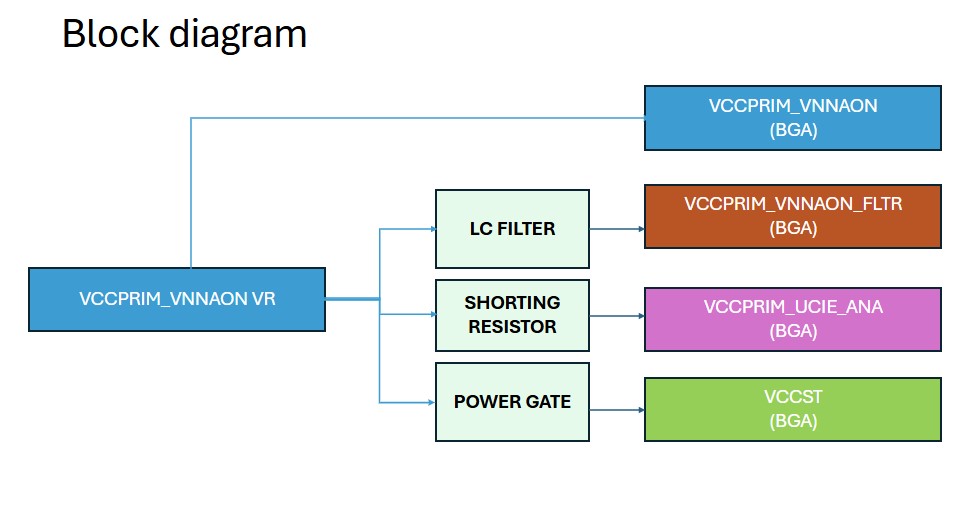 Block diagram
VCCPRIM_VNNAON
(BGA)
LC FILTER
VCCPRIM_VNNAON_FLTR
(BGA)
VCCPRIM_VNNAON VR
SHORTING
RESISTOR
VCCPRIM_UCIE_ANA
(BGA)
POWER GATE
VCCST
(BGA)